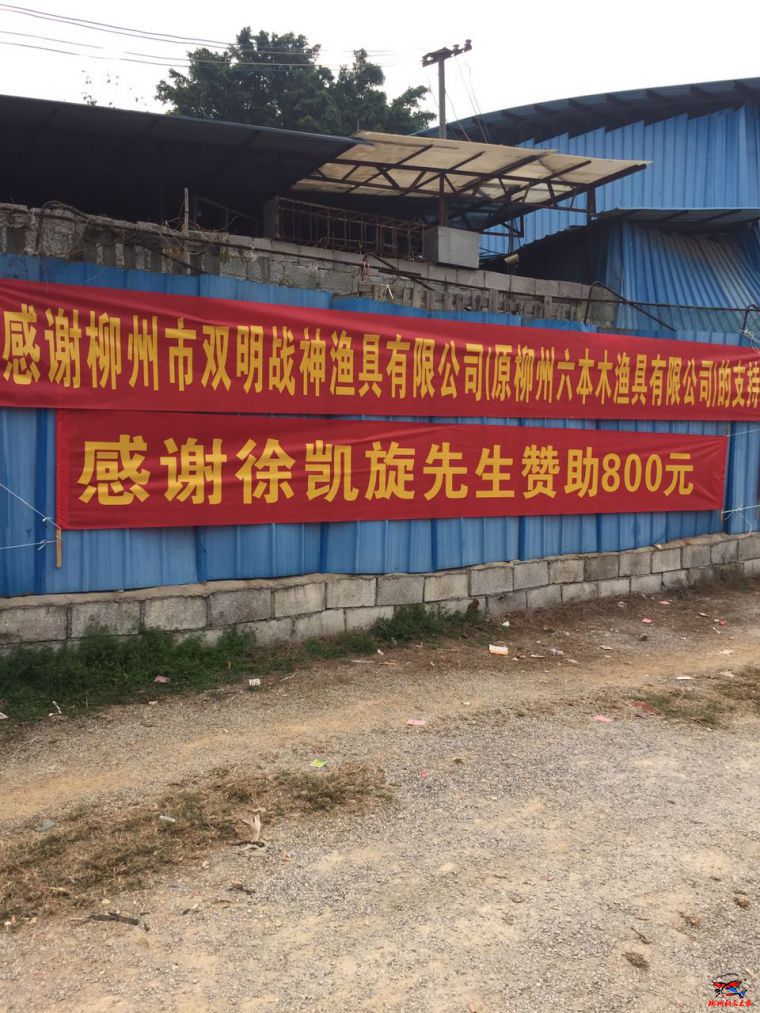 感谢柳州市双明战神渔具有限公司(原柳州六本木渔具有限公司)的支持
感谢徐凯旋先生赞助800元